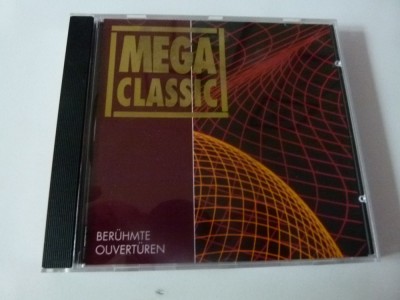 MEGA
CLASSIC
BERÜHMTE
OUVERTÜREN